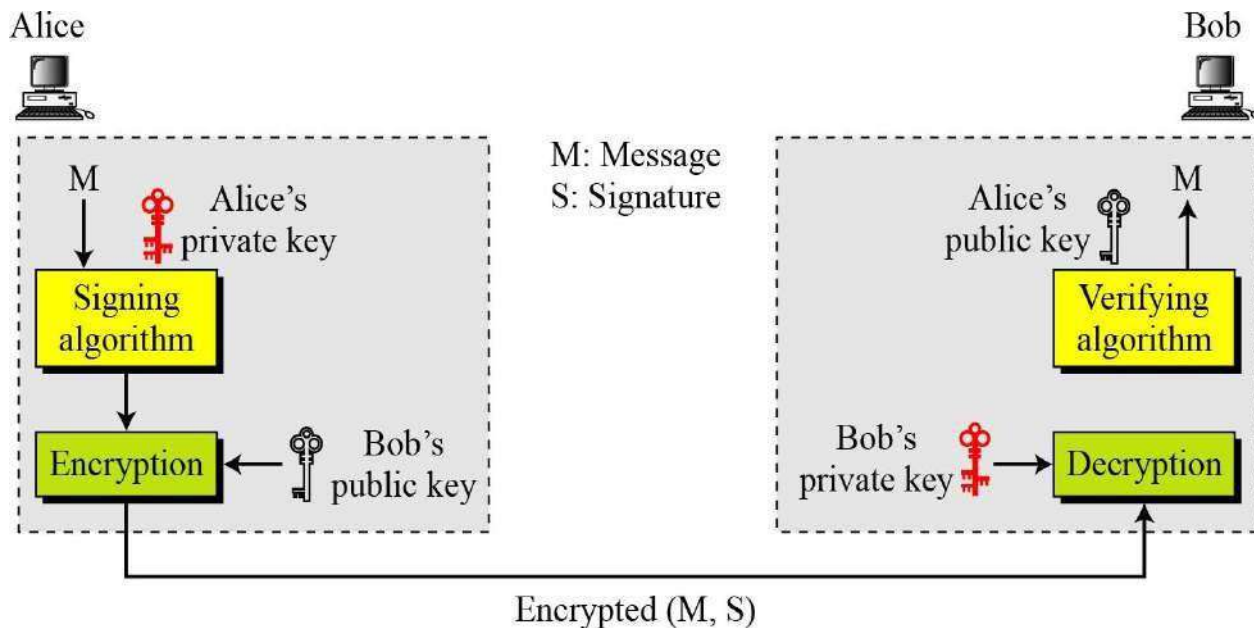 Alice
Bob
M: Message
S: Signature
M
Alice’s
private key
Signing
algorithm
Encryption
Bob’s
public key
Alice’s
public key
M
Verifying
algorithm
Bob’s
private key
Decryption
Encrypted (M, S)